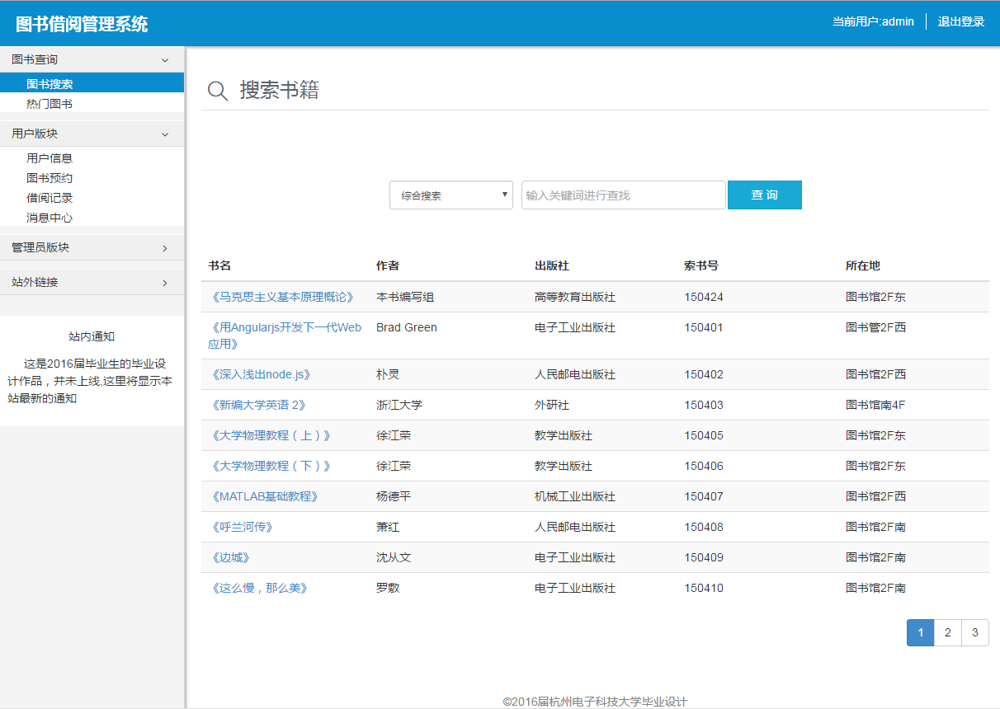 图书借阅管理系统
当前用户:admin
退出登录
图书查询
图书搜索
热门图书
用户版块
用户信息
图书预约
借阅记录
消息中心
管理员版块
站外链接
站内通知
这是2016届毕业生的毕业设
计作品，并未上线,这里将显示本
站最新的通知
搜索书籍
综合搜索 输入关键词进行查找 查 询
书名 作者 出版社 索书号 所在地
《马克思主义基本原理概论》 本书编写组 高等教育出版社 150424 图书馆2F东
《用Angularjs开发下一代Web Brad Green 电子工业出版社 150401 图书管2F西
应用》
《深入浅出node.js》 朴灵 人民邮电出版社 150402 图书馆2F西
《新编大学英语 2》 浙江大学 外研社 150403 图书馆南4F
《大学物理教程（上）》 徐江荣 教学出版社 150405 图书馆2F东
《大学物理教程（下）》 徐江荣 教学出版社 150406 图书馆2F东
《MATLAB基础教程》 杨德平 机械工业出版社 150407 图书馆2F西
《呼兰河传》 萧红 人民邮电出版社 150408 图书馆2F南
《边城》 沈从文 电子工业出版社 150409 图书馆2F南
《这么慢，那么美》 罗敷 电子工业出版社 150410 图书馆2F南
1 2 3
©2016届杭州电子科技大学毕业设计